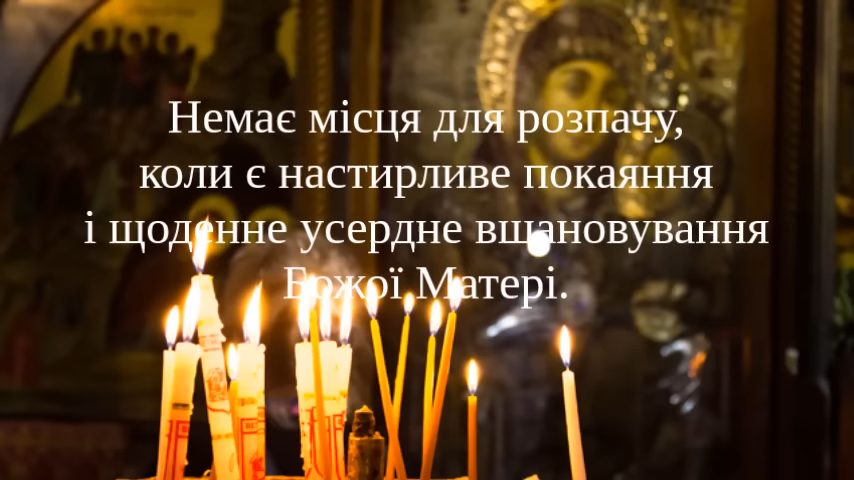 Немає місця для розпачу,
коли є настирливе покаяння
і щоденне усердне вшановування
Божої Матері.